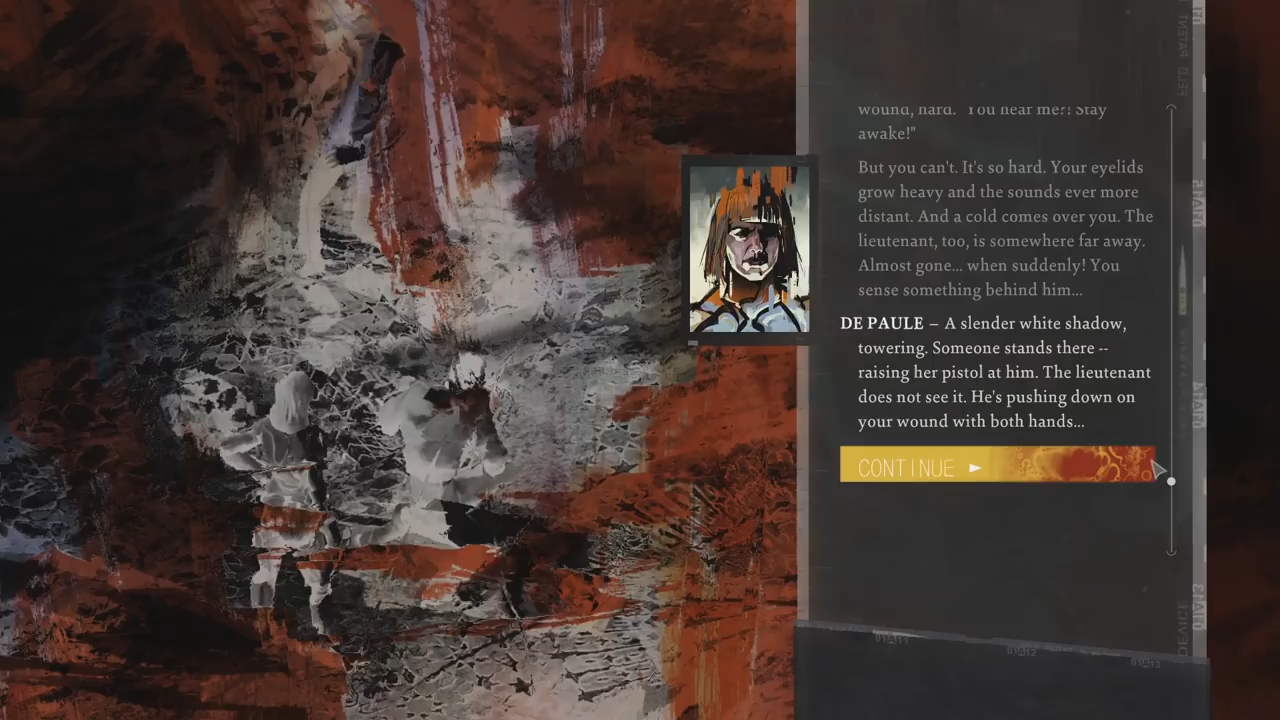 wound, hard. "You hear me?! Stay
awake!"
But you can't. It's so hard. Your eyelids
grow heavy and the sounds ever more
distant. And a cold comes over you. The
lieutenant, too, is somewhere far away.
Almost gone... when suddenly! You
sense something behind him...
DE PAULE – A slender white shadow,
towering. Someone stands there --
raising her pistol at him. The lieutenant
does not see it. He's pushing down on
your wound with both hands...
CONTINUE